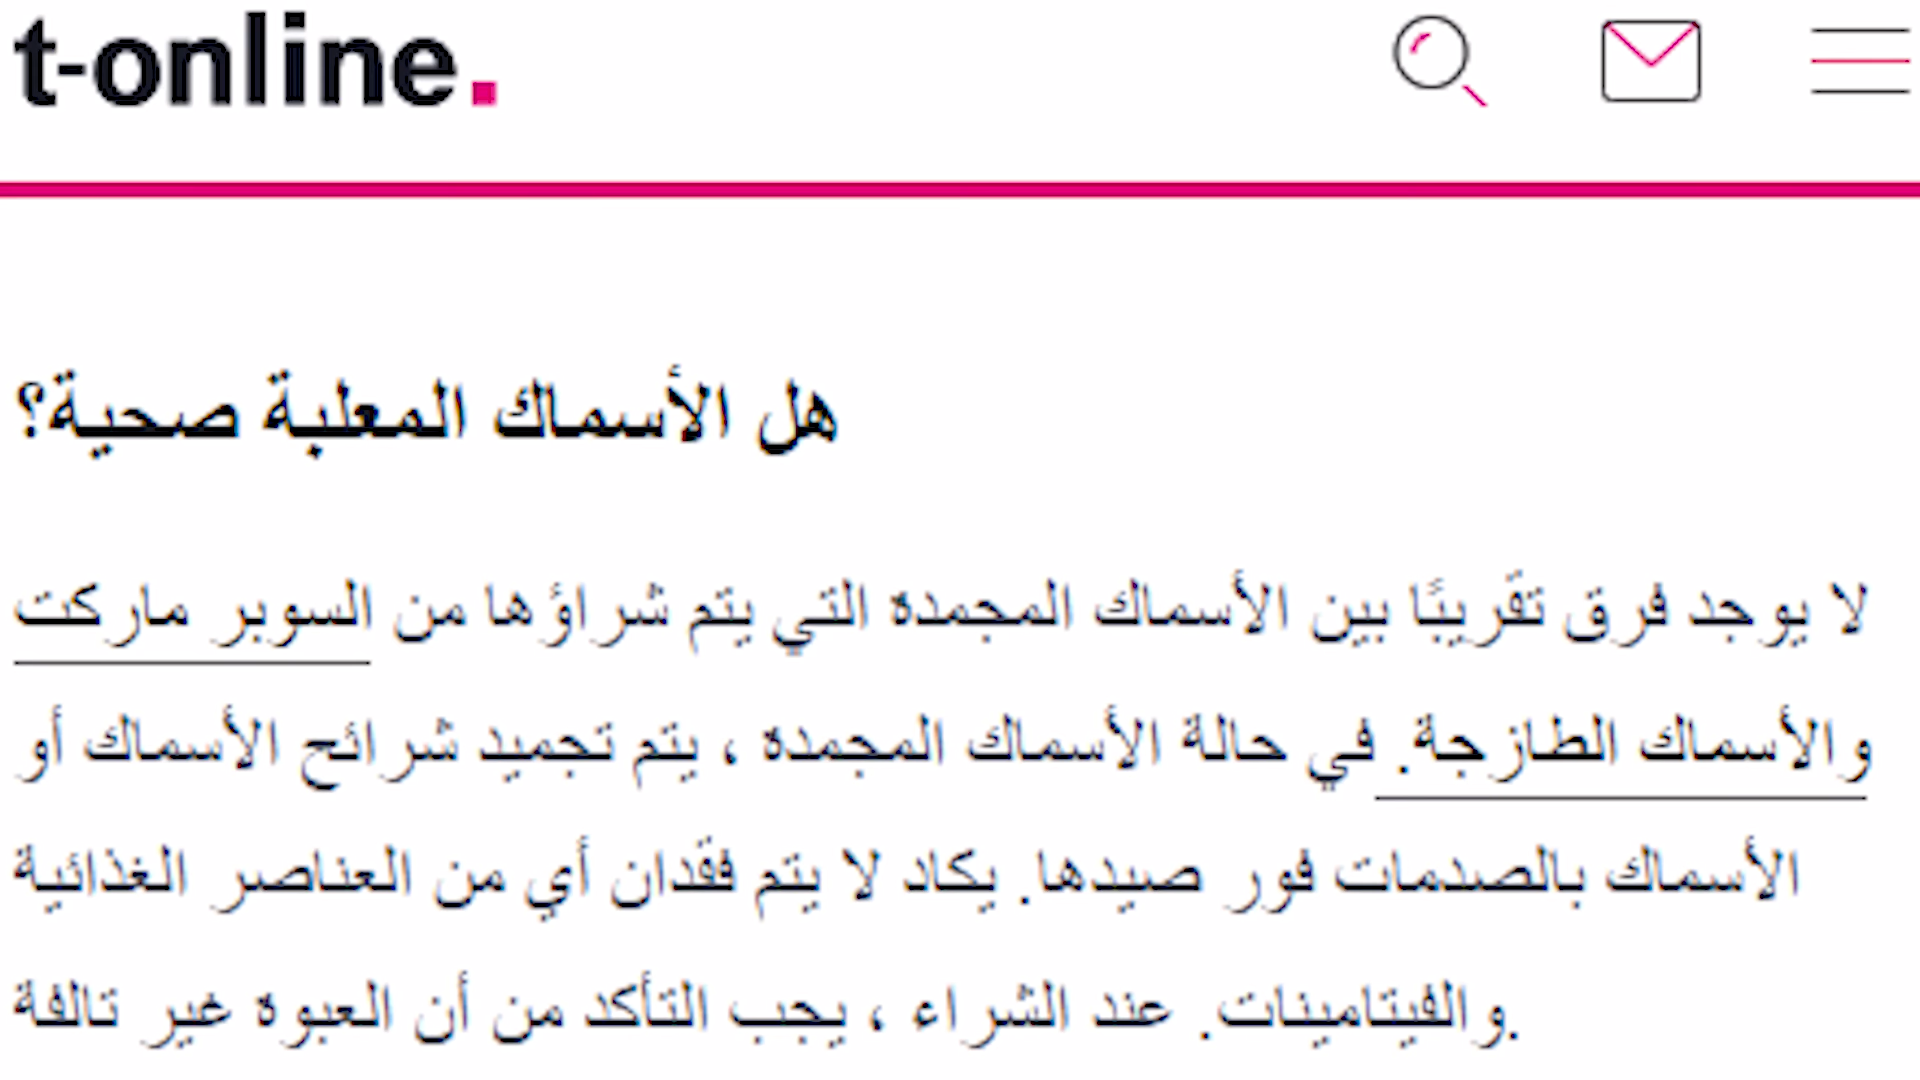 t-online.
هل الأسماك المعلبة صحية؟
لا يوجد فرق تقريبًا بين الأسماك المجمدة التي يتم شراؤها من السوبر ماركت
والأسماك الطازجة. في حالة الأسماك المجمدة ، يتم تجميد شرائح الأسماك أو
الأسماك بالصدمات فور صيدها. يكاد لا يتم فقدان أي من العناصر الغذائية
والفيتامينات. عند الشراء ، يجب التأكد من أن العبوة غير تالفة.